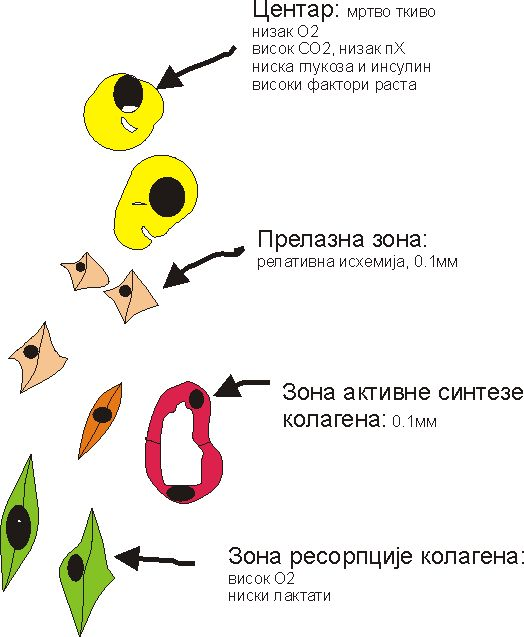 Центар: мртво ткиво
низак О2
висок СО2, низак пХ
ниска глукоза и инсулин
високи фактори раста
Прелазна зона:
релативна исхемија, 0.1мм
Зона активне синтезе
колагена: 0.1мм
Зона ресорпције колагена:
висок О2
ниски лактати